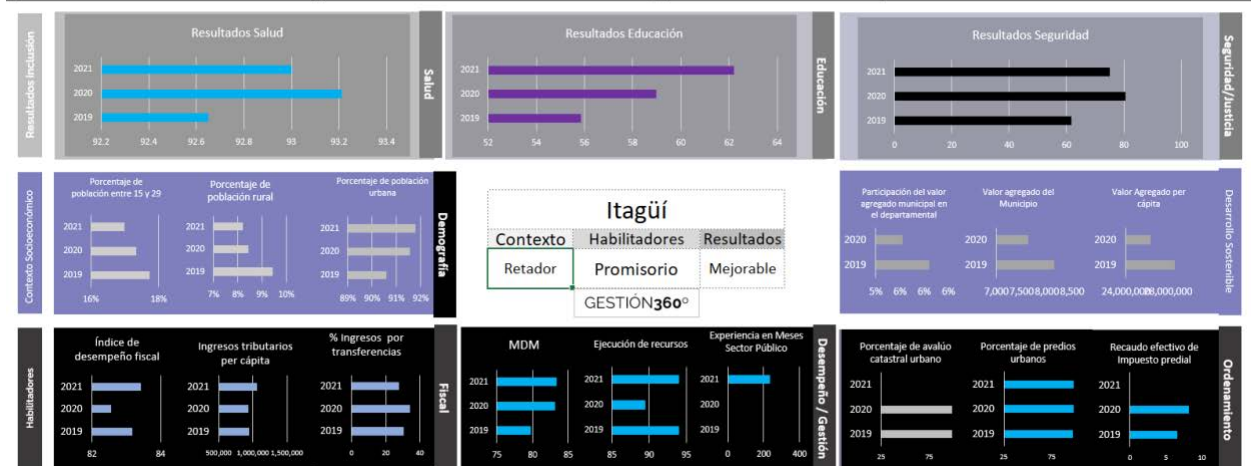 Resultados Inclusión
Resultados Salud
2021
2020
2019
92.2 92.4 92.6 92.8 93 93.2 93.4
Salud
Resultados Educación
2021
2020
2019
52 54 56 58 60 62 64
Educación
Resultados Seguridad
2021
2020
2019
0 20 40 60 80 100
Seguridad/Justicia
Contexto Socioeconómico
Porcentaje de
población entre 15 y 29
2021
2020
2019
16% 18%
Porcentaje de
población rural
2021
2020
2019
7% 8% 9% 10%
Porcentaje de población
urbana
2021
2020
2019
89% 90% 91% 92%
Demografía
Itagüí
Contexto Habilitadores Resultados
Retador Promisorio Mejorable
GESTIÓN360°
Participación del valor
agregado municipal en
el departamental
2020
2019
5% 6% 6% 6%
Valor agregado del
Municipio
2020
2019
7,000 7,500 8,000 8,500
Valor Agregado per
cápita
2020
2019
24,000,000 28,000,000
Desarrollo Sostenible
Habilitadores
Índice de
desempeño fiscal
2021
2020
2019
82 84
Ingresos tributarios
per cápita
2021
2020
2019
500,000 1,000,000 1,500,000
% Ingresos por
transferencias
2021
2020
2019
0 20 40
Fiscal
MDM
2021
2020
2019
75 80 85
Ejecución de recursos
2021
2020
2019
85 90 95
Experiencia en Meses
Sector Público
2021
2020
2019
0 200 400
Desempeño / Gestión
Porcentaje de avalúo
catastral urbano
2021
2020
2019
25 75
Porcentaje de predios
urbanos
2021
2020
2019
25 75
Recaudo efectivo de
Impuesto predial
2021
2020
2019
0 5 10
Ordenamiento